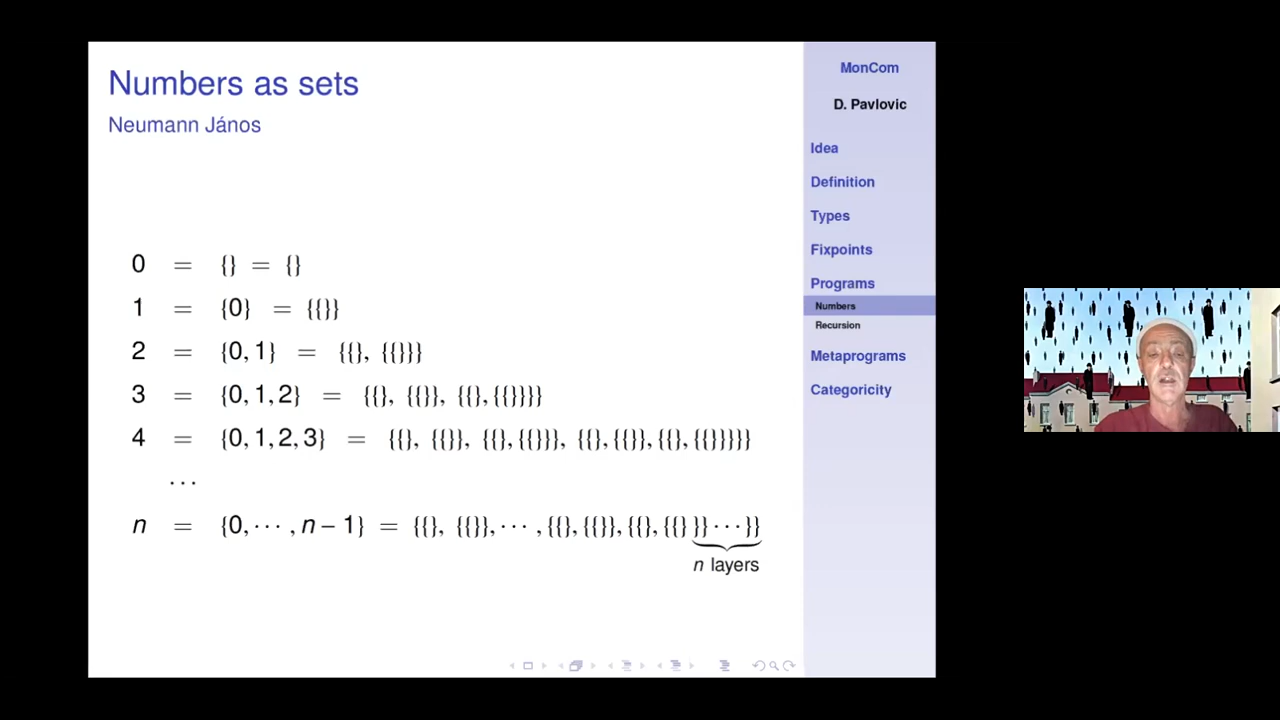 Numbers as sets
Neumann János
0 = {} = {}
1 = {0} = {{}}
2 = {0, 1} = {{}, {{}}}
3 = {0, 1, 2} = {{}, {{}}, {{}, {{}}}}
4 = {0, 1, 2, 3} = {{}, {{}}, {{}, {{}}}, {{}, {{}}, {{}, {{}}}}}
···
n = {0, ··· , n − 1} = {{}, {{}}, ··· , {{}, {{}}, {{}, {{} }} ··· }}
n layers
MonCom
D. Pavlovic
Idea
Definition
Types
Fixpoints
Programs
Numbers
Recursion
Metaprograms
Categoricity